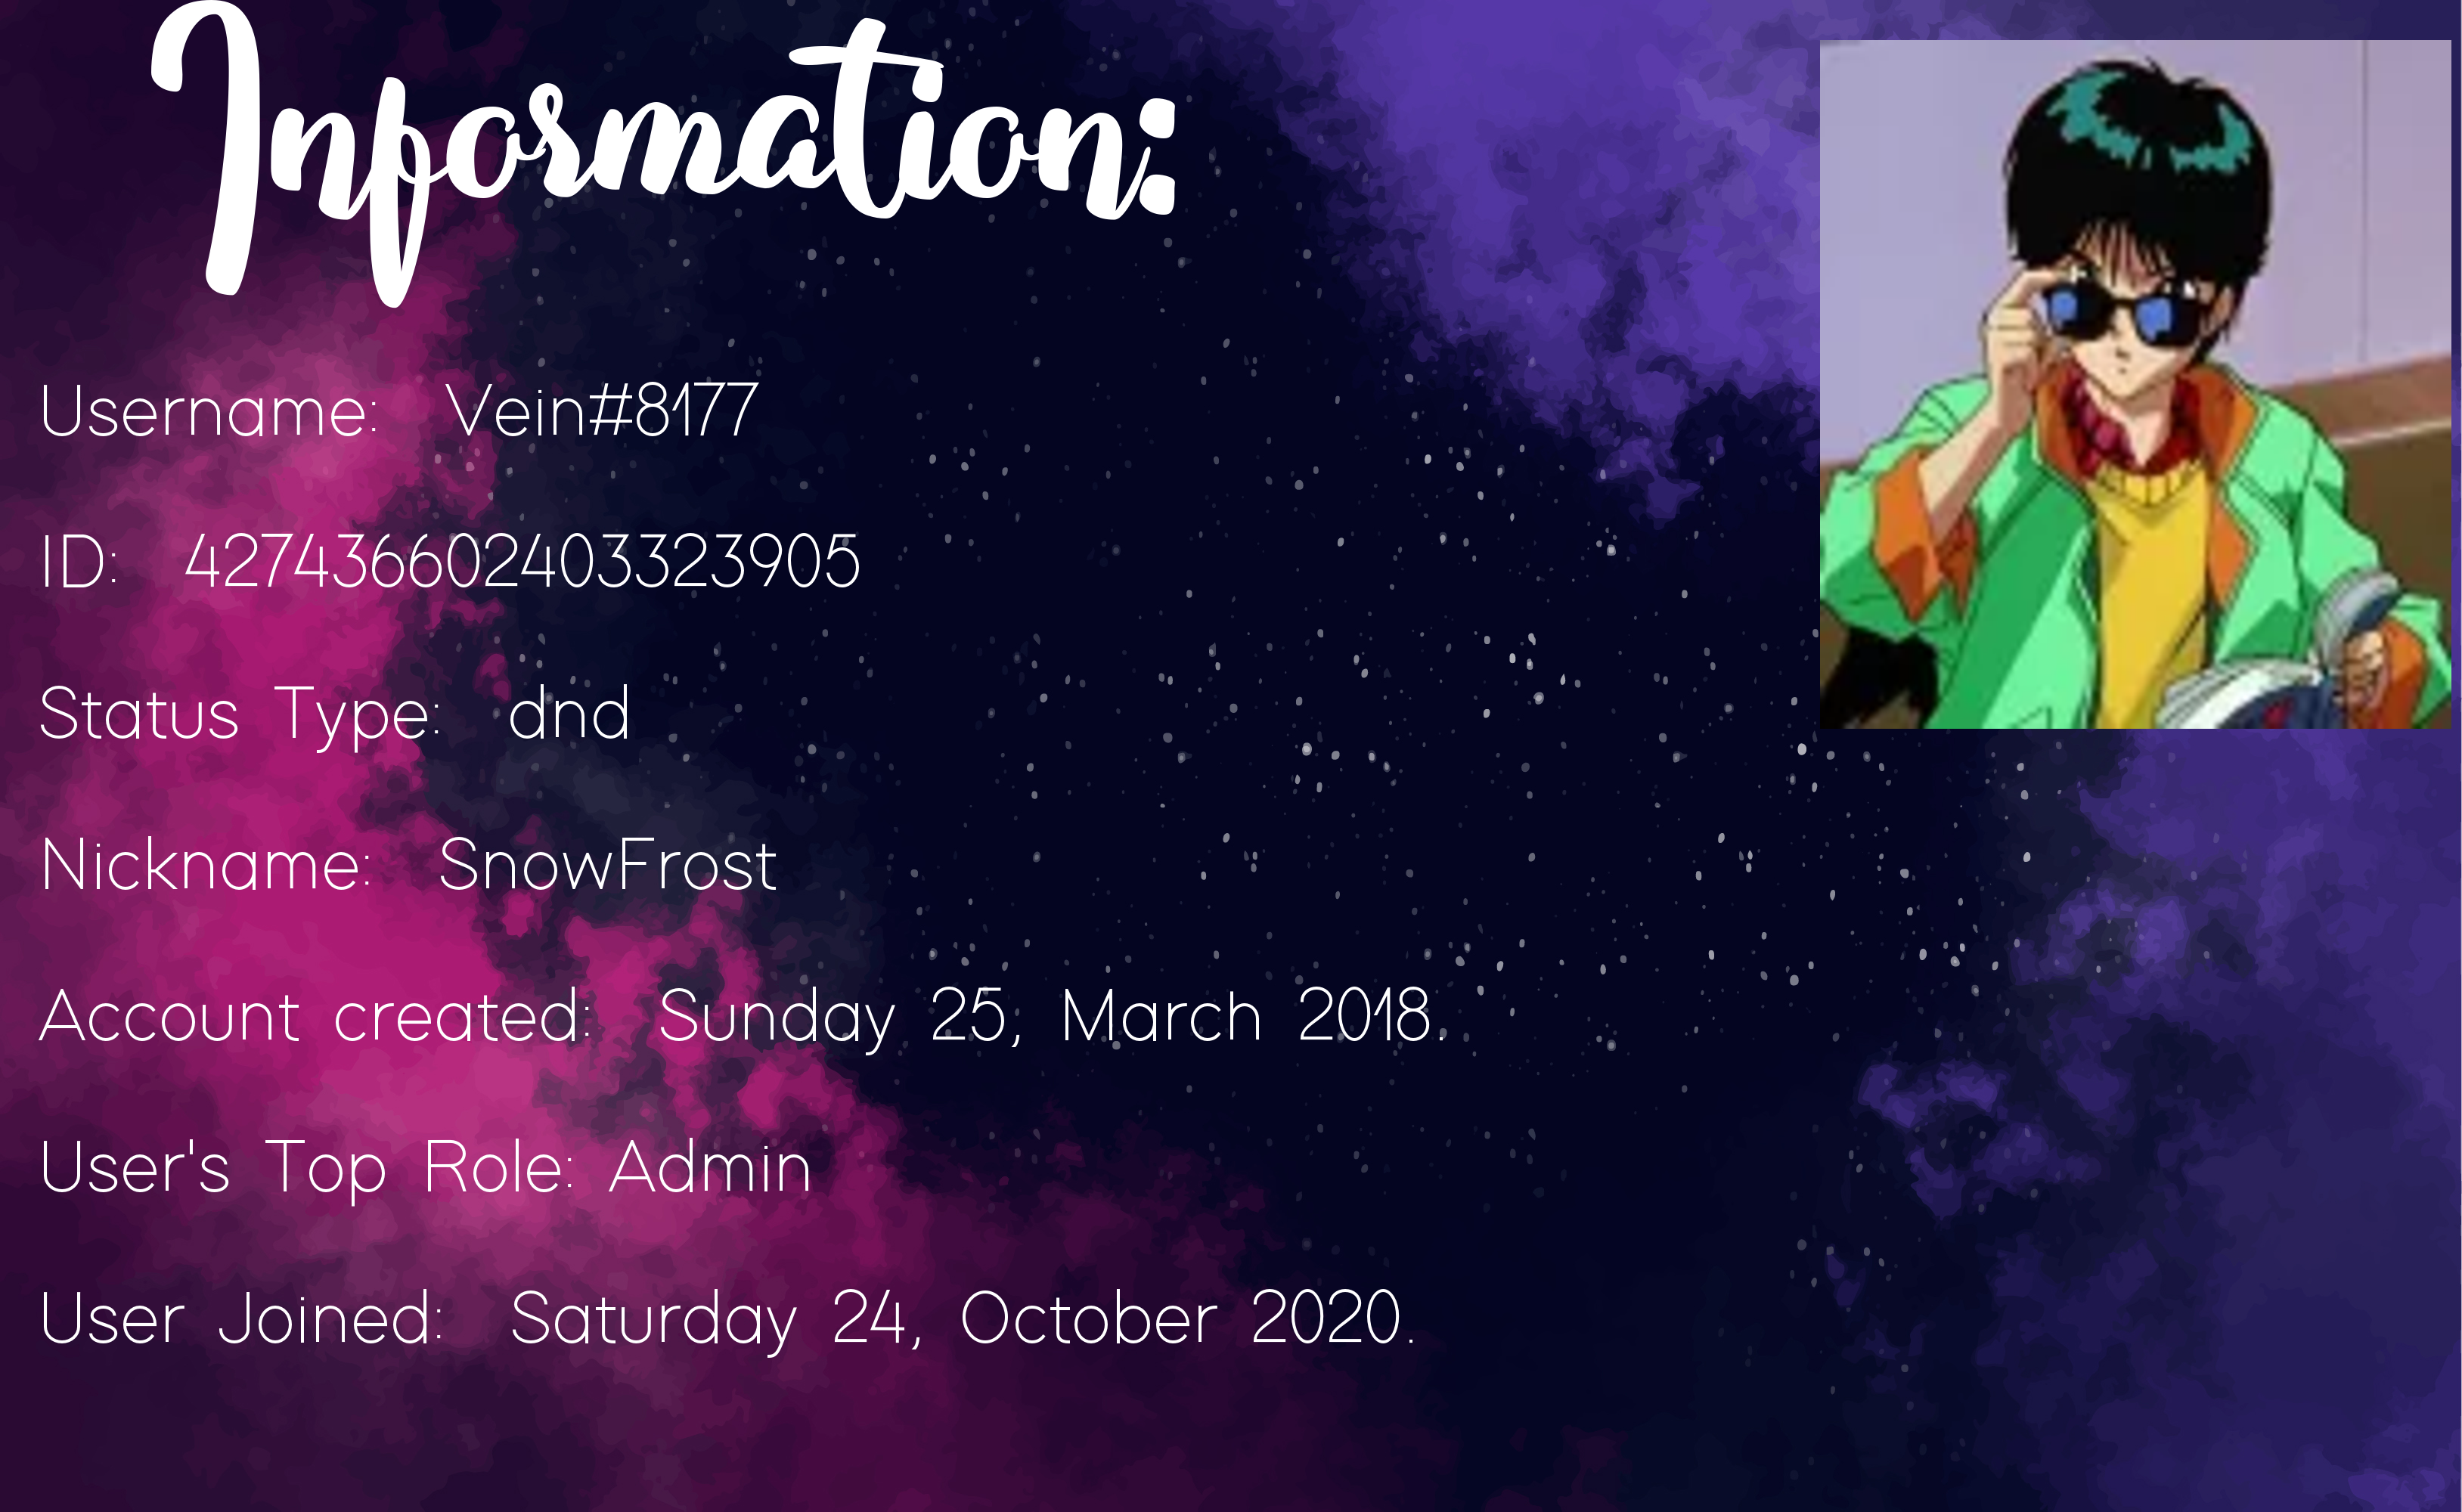 Information:
Username: Vein#8177
ID: 427436602403323905
Status Type: dnd
Nickname: SnowFrost
Account created: Sunday 25, March 2018.
User's Top Role: Admin
User Joined: Saturday 24, October 2020.